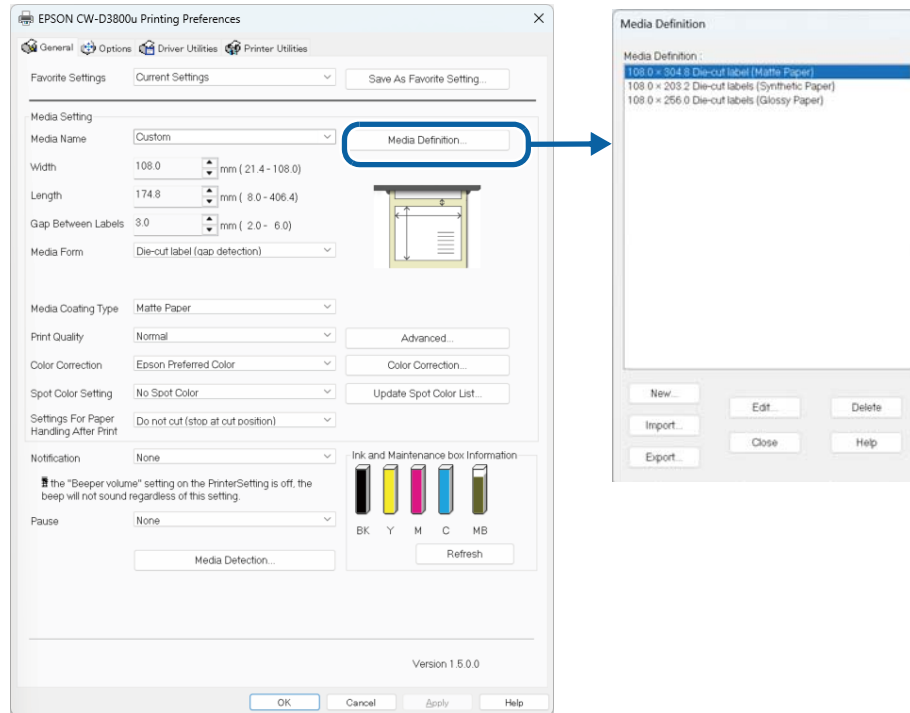 EPSON CW-D3800u Printing Preferences
General Options Driver Utilities Printer Utilities
Favorite Settings Current Settings Save As Favorite Setting...
Media Setting
Media Name Custom Media Definition...
Width 108.0 mm ( 21.4 - 108.0)
Length 174.8 mm ( 8.0 - 406.4)
Gap Between Labels 3.0 mm ( 2.0 - 6.0)
Media Form Die-cut label (gap detection)
Media Coating Type Matte Paper
Print Quality Normal Advanced...
Color Correction Epson Preferred Color Color Correction...
Spot Color Setting No Spot Color Update Spot Color List...
Settings For Paper
Handling After Print Do not cut (stop at cut position)
Notification None
If the "Beeper volume" setting on the PrinterSetting is off, the
beep will not sound regardless of this setting.
Pause None
Media Detection...
Ink and Maintenance box Information
BK Y M C MB
Refresh
Version 1.5.0.0
OK Cancel Apply Help
Media Definition
Media Definition :
108.0 × 304.8 Die-cut label (Matte Paper)
108.0 × 203.2 Die-cut labels (Synthetic Paper)
108.0 × 256.0 Die-cut labels (Glossy Paper)
New... Edit... Delete
Import... Close Help
Export...